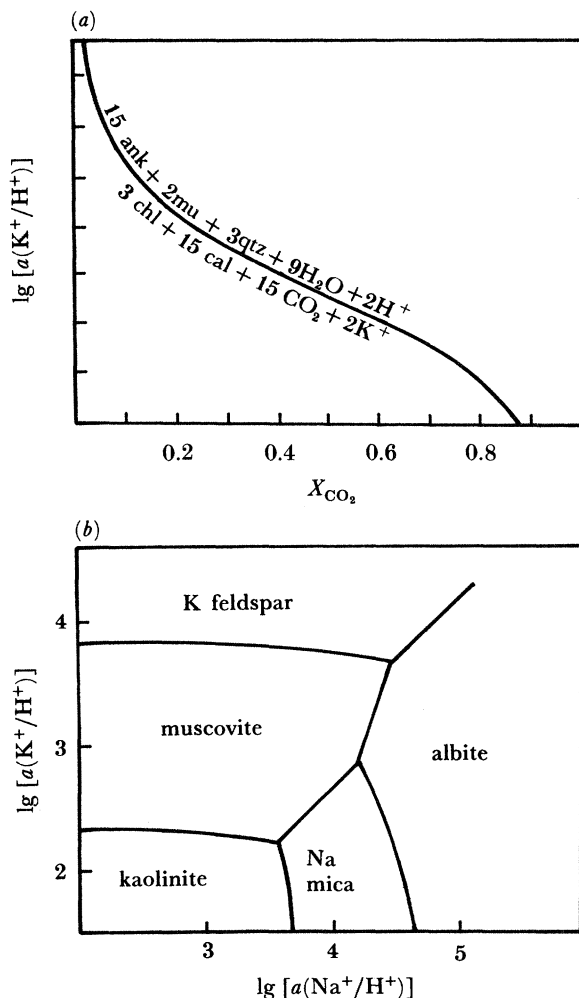 (a)
lg [a(K⁺/H⁺)]
15 ank + 2mu + 3qtz + 9H₂O + 2H⁺
3 chl + 15 cal + 15 CO₂ + 2K⁺
0.2 0.4 0.6 0.8
X_CO₂
(b)
lg [a(K⁺/H⁺)]
4
3
2
K feldspar
muscovite
albite
kaolinite
Na
mica
3 4 5
lg [a(Na⁺/H⁺)]